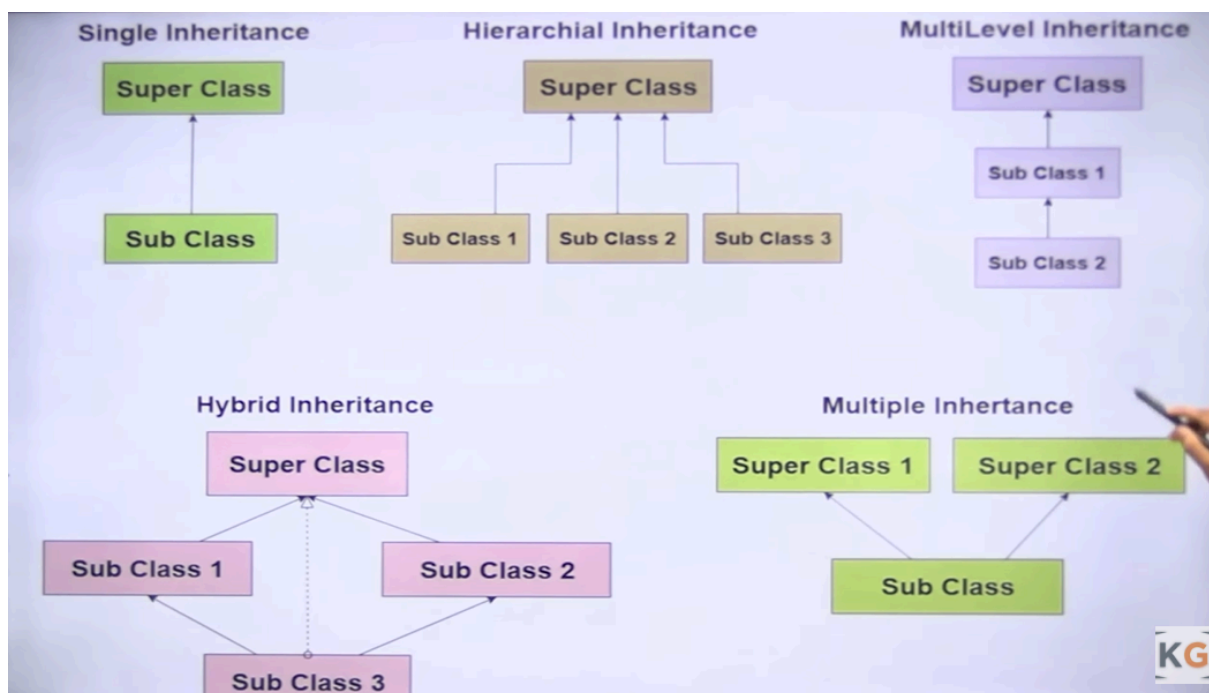 Single Inheritance
Super Class
Sub Class
Hierarchial Inheritance
Super Class
Sub Class 1
Sub Class 2
Sub Class 3
MultiLevel Inheritance
Super Class
Sub Class 1
Sub Class 2
Hybrid Inheritance
Super Class
Sub Class 1
Sub Class 2
Sub Class 3
Multiple Inhertance
Super Class 1
Super Class 2
Sub Class
KG